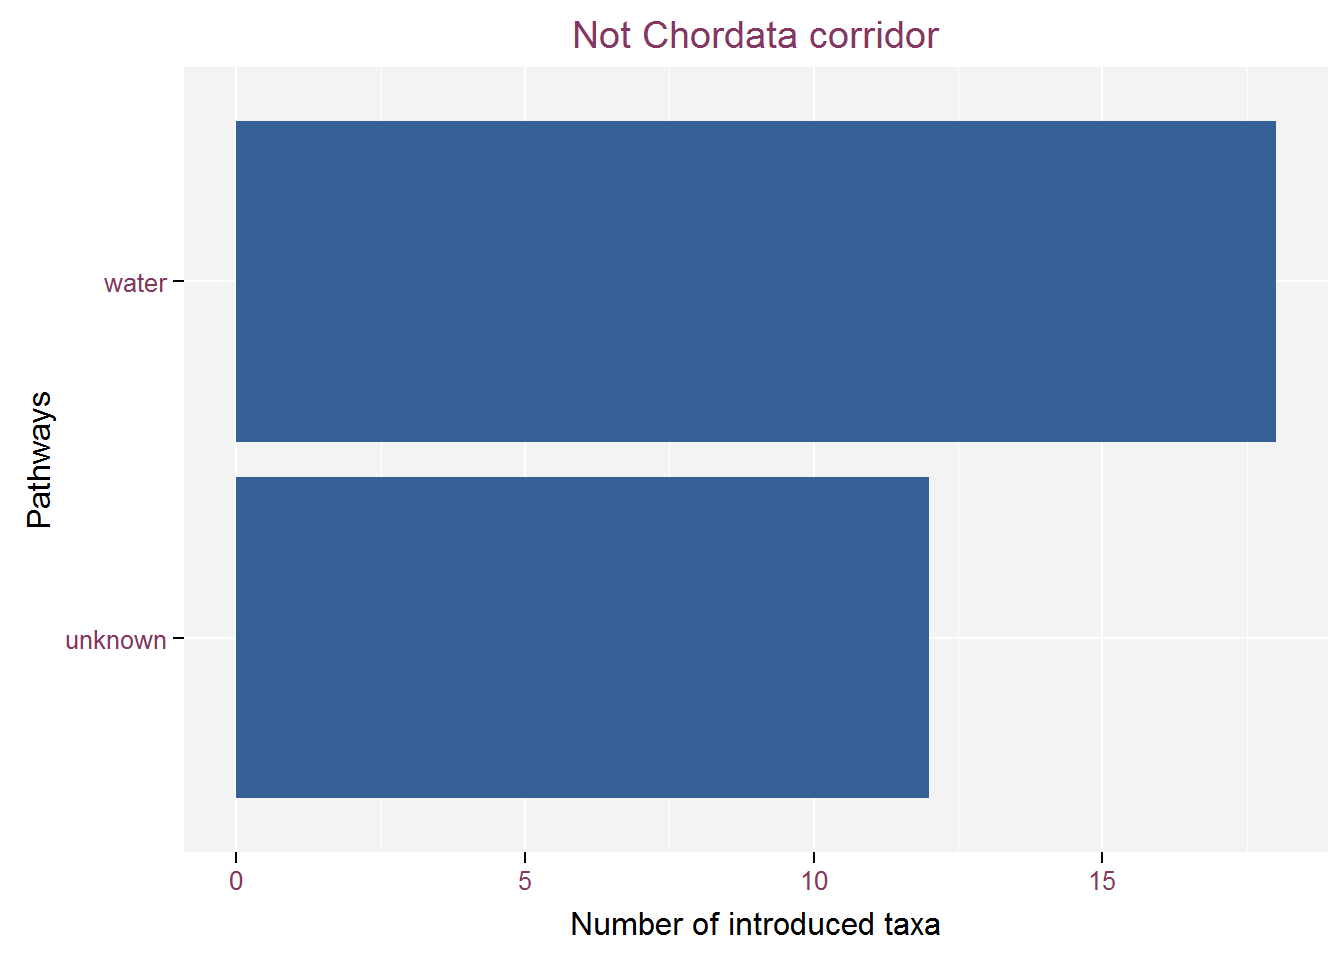 Not Chordata corridor
Pathways
water
unknown
0 5 10 15
Number of introduced taxa